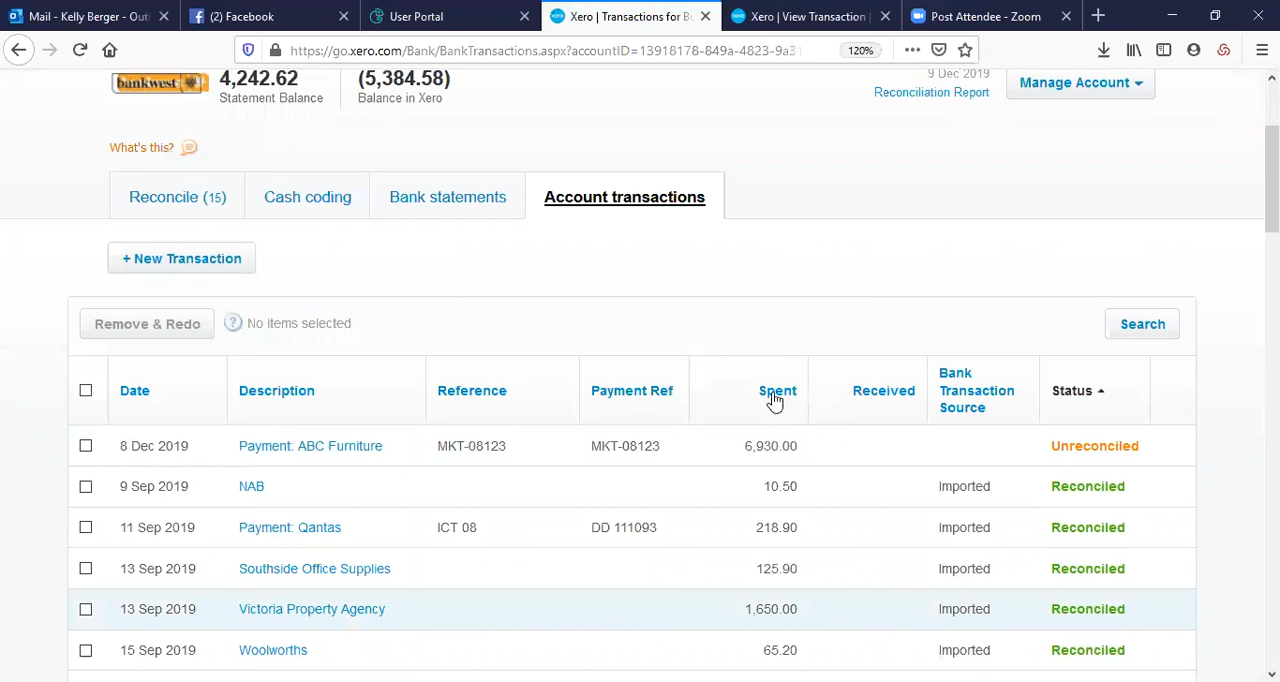 Mail - Kelly Berger - Outl
(2) Facebook
User Portal
Xero | Transactions for Bu
Xero | View Transaction |
Post Attendee - Zoom
https://go.xero.com/Bank/BankTransactions.aspx?accountID=13918178-849a-4823-9a31
120%
bankwest
4,242.62
Statement Balance
(5,384.58)
Balance in Xero
9 Dec 2019
Reconciliation Report
Manage Account
What's this?
Reconcile (15)
Cash coding
Bank statements
Account transactions
+ New Transaction
Remove & Redo
? No items selected
Search
Date Description Reference Payment Ref Spent Received Bank Transaction Source Status
8 Dec 2019 Payment: ABC Furniture MKT-08123 MKT-08123 6,930.00 Unreconciled
9 Sep 2019 NAB 10.50 Imported Reconciled
11 Sep 2019 Payment: Qantas ICT 08 DD 111093 218.90 Imported Reconciled
13 Sep 2019 Southside Office Supplies 125.90 Imported Reconciled
13 Sep 2019 Victoria Property Agency 1,650.00 Imported Reconciled
15 Sep 2019 Woolworths 65.20 Imported Reconciled